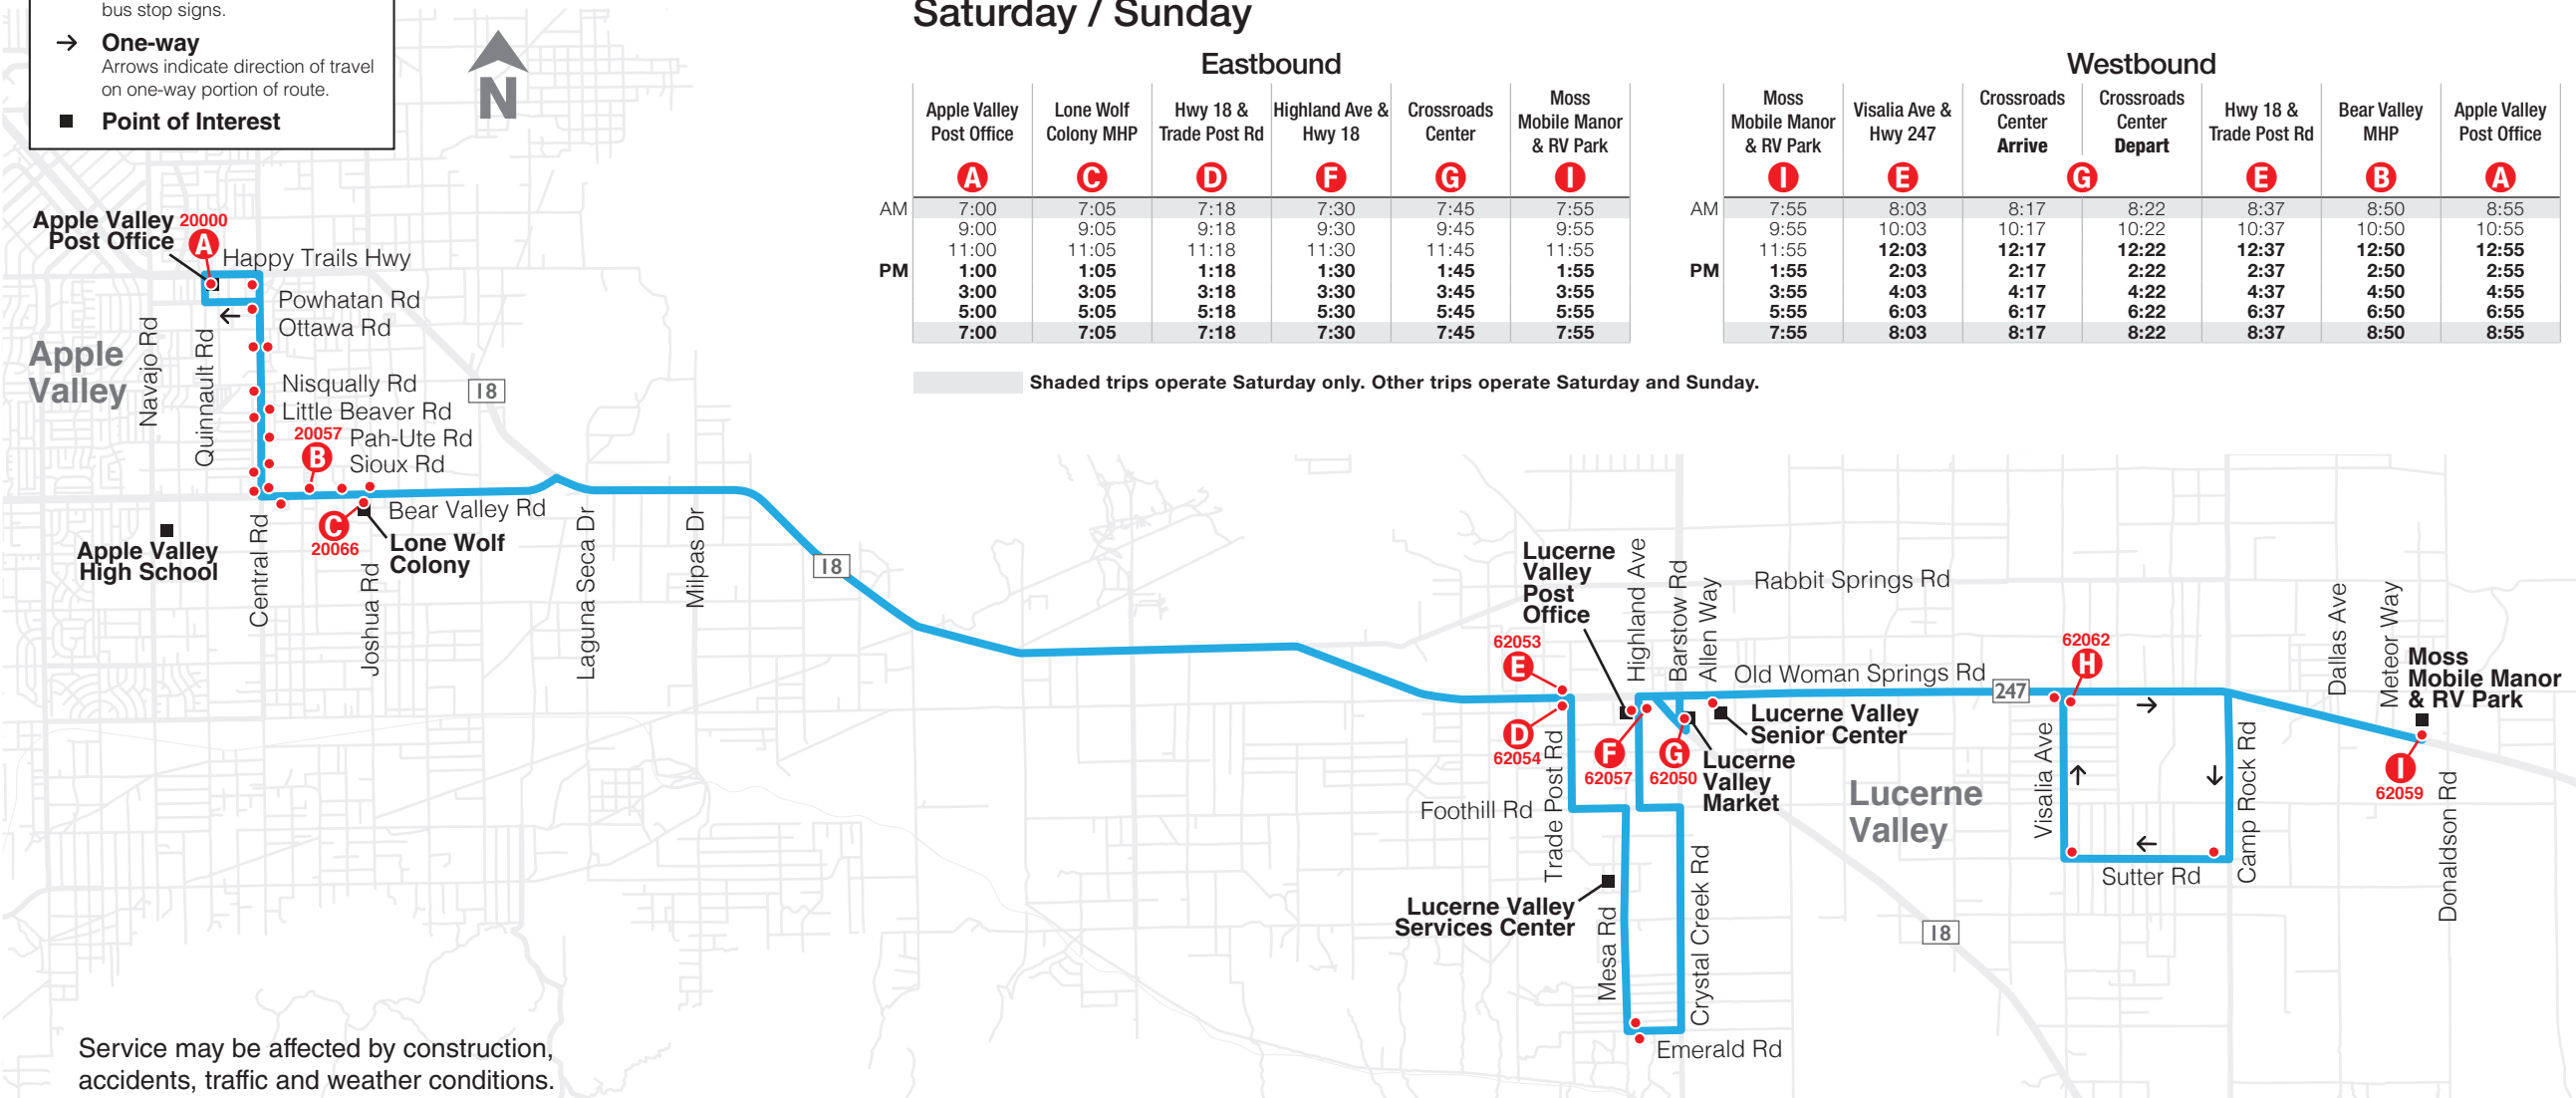 bus stop signs.
→ One-way
Arrows indicate direction of travel
on one-way portion of route.
■ Point of Interest
N
Saturday / Sunday
Eastbound
Apple Valley Post Office | Lone Wolf Colony MHP | Hwy 18 & Trade Post Rd | Highland Ave & Hwy 18 | Crossroads Center | Moss Mobile Manor & RV Park
A C D F G I
AM 7:00 7:05 7:18 7:30 7:45 7:55
9:00 9:05 9:18 9:30 9:45 9:55
11:00 11:05 11:18 11:30 11:45 11:55
PM 1:00 1:05 1:18 1:30 1:45 1:55
3:00 3:05 3:18 3:30 3:45 3:55
5:00 5:05 5:18 5:30 5:45 5:55
7:00 7:05 7:18 7:30 7:45 7:55
Westbound
Moss Mobile Manor & RV Park | Visalia Ave & Hwy 247 | Crossroads Center Arrive | Crossroads Center Depart | Hwy 18 & Trade Post Rd | Bear Valley MHP | Apple Valley Post Office
I E G E B A
AM 7:55 8:03 8:17 8:22 8:37 8:50 8:55
9:55 10:03 10:17 10:22 10:37 10:50 10:55
11:55 12:03 12:17 12:22 12:37 12:50 12:55
PM 1:55 2:03 2:17 2:22 2:37 2:50 2:55
3:55 4:03 4:17 4:22 4:37 4:50 4:55
5:55 6:03 6:17 6:22 6:37 6:50 6:55
7:55 8:03 8:17 8:22 8:37 8:50 8:55
Shaded trips operate Saturday only. Other trips operate Saturday and Sunday.
Apple Valley
Post Office
20000
A
Happy Trails Hwy
Powhatan Rd
Ottawa Rd
Navajo Rd
Quinnault Rd
Apple
Valley
Nisqually Rd
Little Beaver Rd
20057
B
Pah-Ute Rd
Sioux Rd
18
Bear Valley Rd
C
20066
Lone Wolf
Colony
Apple Valley
High School
Central Rd
Joshua Rd
Laguna Seca Dr
Milpas Dr
18
Lucerne
Valley
Post
Office
Highland Ave
Barstow Rd
Allen Way
Rabbit Springs Rd
62053
E
D
62054
Old Woman Springs Rd
247
62062
H
Dallas Ave
Meteor Way
Moss
Mobile Manor
& RV Park
I
62059
Donaldson Rd
F
62057
G
62050
Lucerne Valley
Senior Center
Lucerne
Valley
Market
Lucerne
Valley
Foothill Rd
Trade Post Rd
Visalia Ave
Camp Rock Rd
Sutter Rd
Lucerne Valley
Services Center
Mesa Rd
Crystal Creek Rd
18
Emerald Rd
Service may be affected by construction,
accidents, traffic and weather conditions.